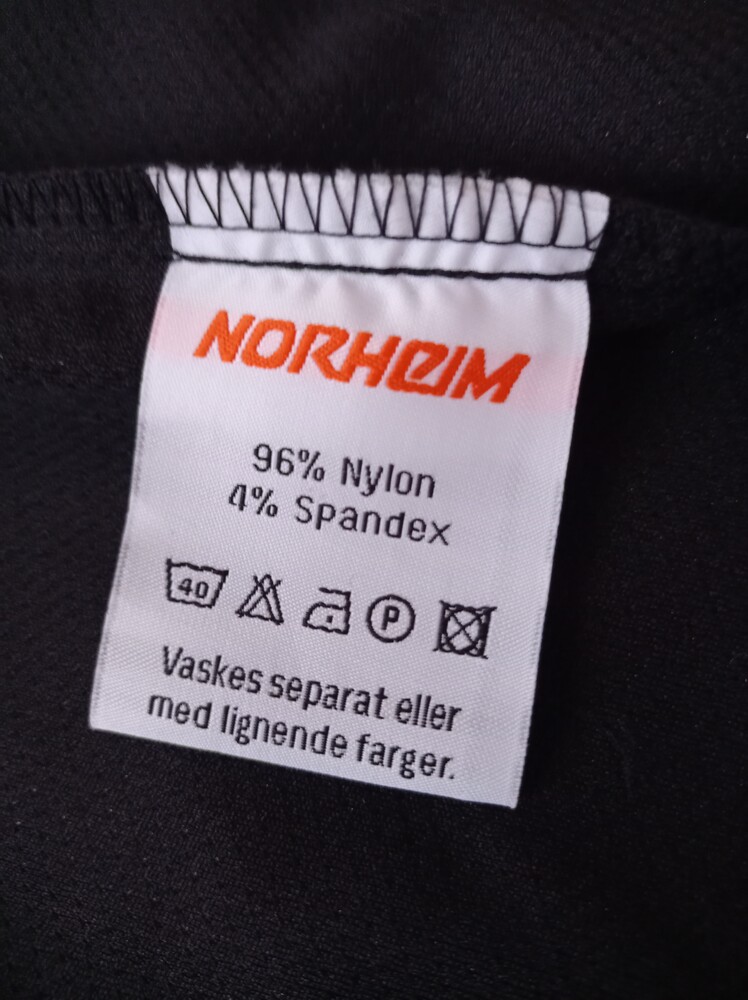 NORHEIM
96% Nylon
4% Spandex
40 P
Vaskes separat eller
med lignende farger.